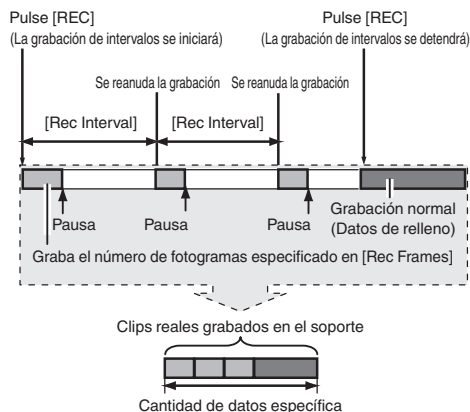 Pulse [REC]
(La grabación de intervalos se iniciará)
Pulse [REC]
(La grabación de intervalos se detendrá)
Se reanuda la grabación
Se reanuda la grabación
[Rec Interval]
[Rec Interval]
Pausa
Pausa
Pausa
Grabación normal
(Datos de relleno)
Graba el número de fotogramas especificado en [Rec Frames]
Clips reales grabados en el soporte
Cantidad de datos específica